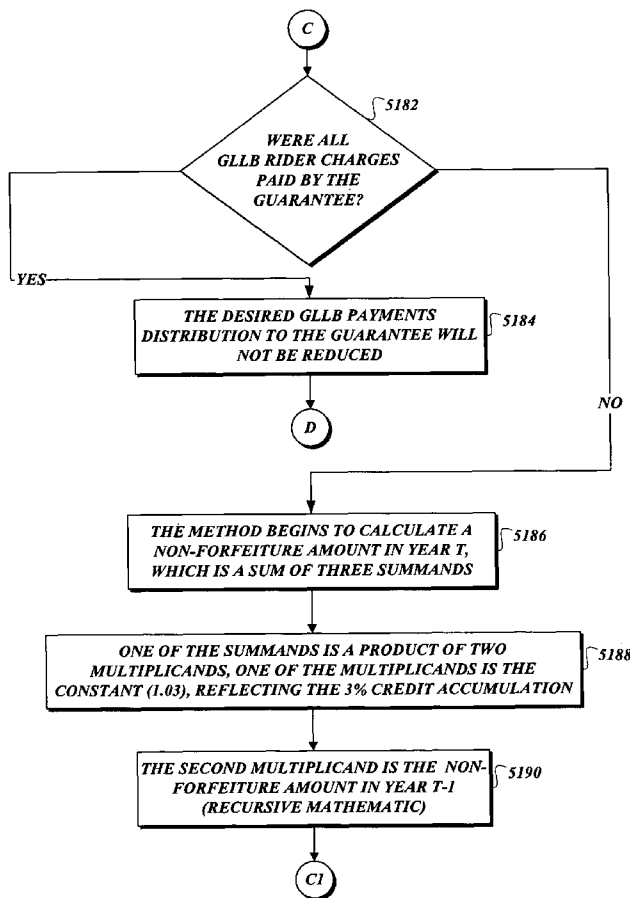 C
5182
WERE ALL
GLLB RIDER CHARGES
PAID BY THE
GUARANTEE?
YES
THE DESIRED GLLB PAYMENTS
DISTRIBUTION TO THE GUARANTEE WILL
NOT BE REDUCED
5184
D
NO
THE METHOD BEGINS TO CALCULATE A
NON-FORFEITURE AMOUNT IN YEAR T,
WHICH IS A SUM OF THREE SUMMANDS
5186
ONE OF THE SUMMANDS IS A PRODUCT OF TWO
MULTIPLICANDS, ONE OF THE MULTIPLICANDS IS THE
CONSTANT (1.03), REFLECTING THE 3% CREDIT ACCUMULATION
5188
THE SECOND MULTIPLICAND IS THE NON-
FORFEITURE AMOUNT IN YEAR T-1
(RECURSIVE MATHEMATIC)
5190
C1